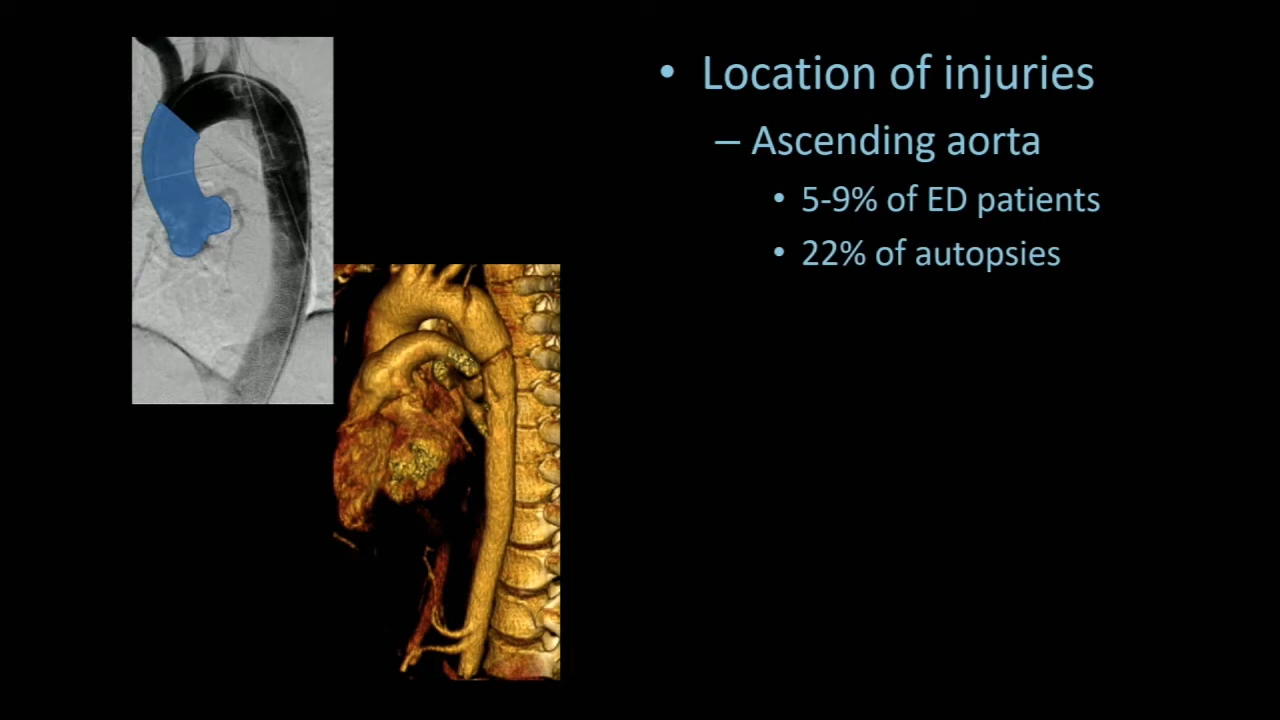 • Location of injuries
– Ascending aorta
• 5-9% of ED patients
• 22% of autopsies